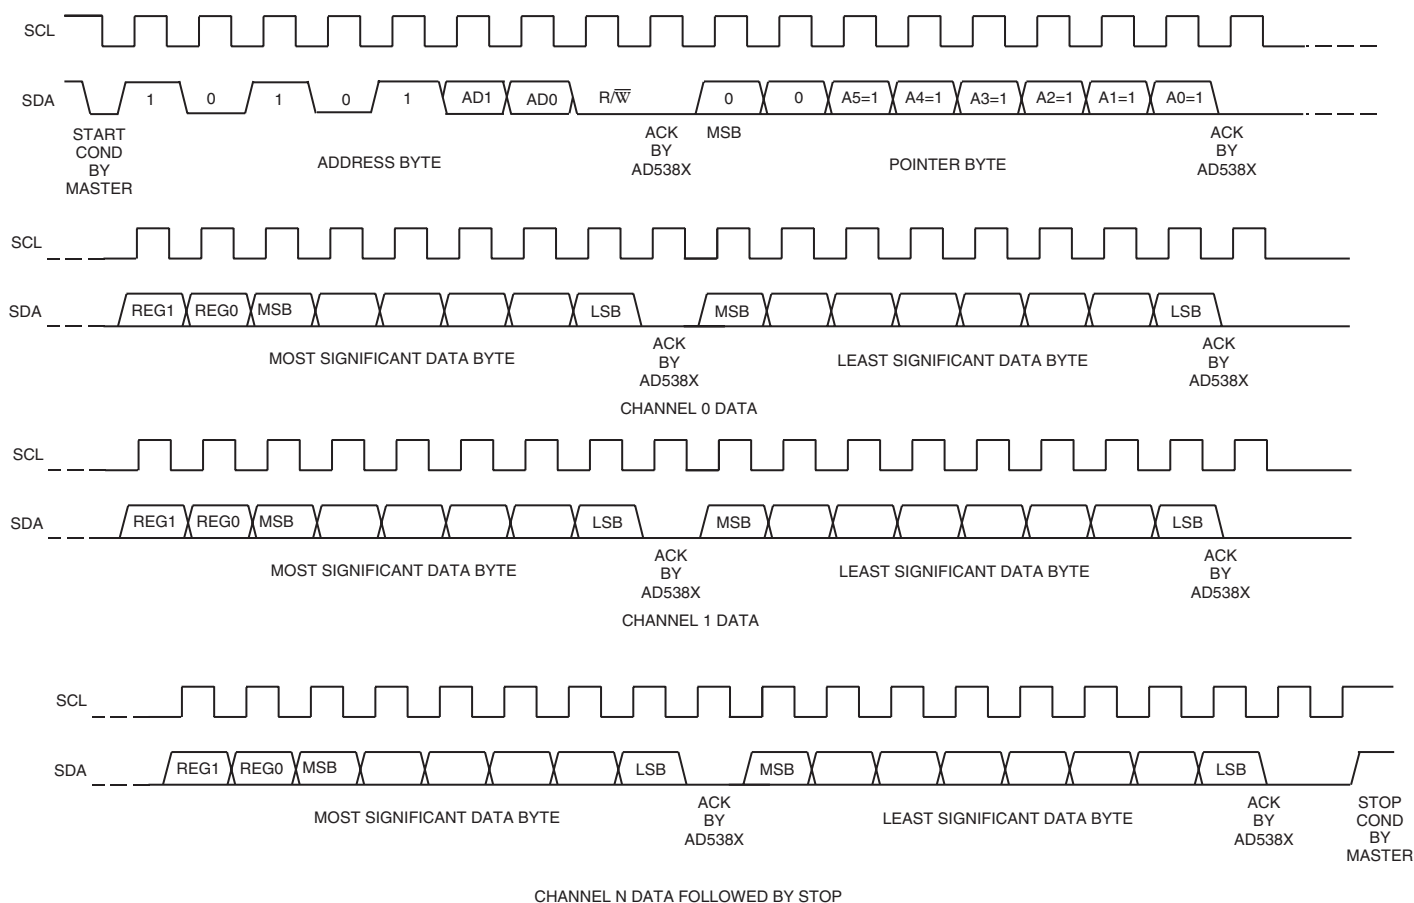 SCL
SDA
1 0 1 0 1 AD1 AD0 R/W̅ 0 0 A5=1 A4=1 A3=1 A2=1 A1=1 A0=1
START
COND
BY
MASTER
ADDRESS BYTE
ACK
BY
AD538X
MSB
POINTER BYTE
ACK
BY
AD538X
SCL
SDA
REG1 REG0 MSB LSB MSB LSB
MOST SIGNIFICANT DATA BYTE
ACK
BY
AD538X
LEAST SIGNIFICANT DATA BYTE
ACK
BY
AD538X
CHANNEL 0 DATA
SCL
SDA
REG1 REG0 MSB LSB MSB LSB
MOST SIGNIFICANT DATA BYTE
ACK
BY
AD538X
LEAST SIGNIFICANT DATA BYTE
ACK
BY
AD538X
CHANNEL 1 DATA
SCL
SDA
REG1 REG0 MSB LSB MSB LSB
MOST SIGNIFICANT DATA BYTE
ACK
BY
AD538X
LEAST SIGNIFICANT DATA BYTE
ACK
BY
AD538X
STOP
COND
BY
MASTER
CHANNEL N DATA FOLLOWED BY STOP